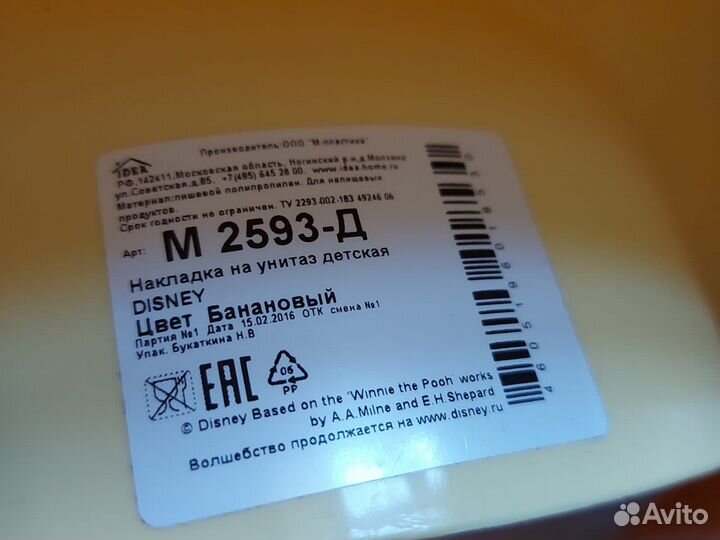 Производитель:ООО "М-пластика"
IDEA
РФ,142411,Московская область, Ногинский р-н,д.Молзино
ул.Советская,д.85, +7(495) 645 28 00, www.idea-home.ru
Материал:пищевой полипропилен. Для непищевых
продуктов.
Срок годности не ограничен. ТУ 2293-002-183 49246 06
Арт: М 2593-Д
Накладка на унитаз детская
DISNEY
Цвет Банановый
Партия №1 Дата 15.02.2016 ОТК смена №1
Упак. Букаткина Н.В
EAC
06
PP
© Disney Based on the 'Winnie the Pooh' works
by A.A.Milne and E.H.Shepard
Волшебство продолжается на www.disney.ru
Avito